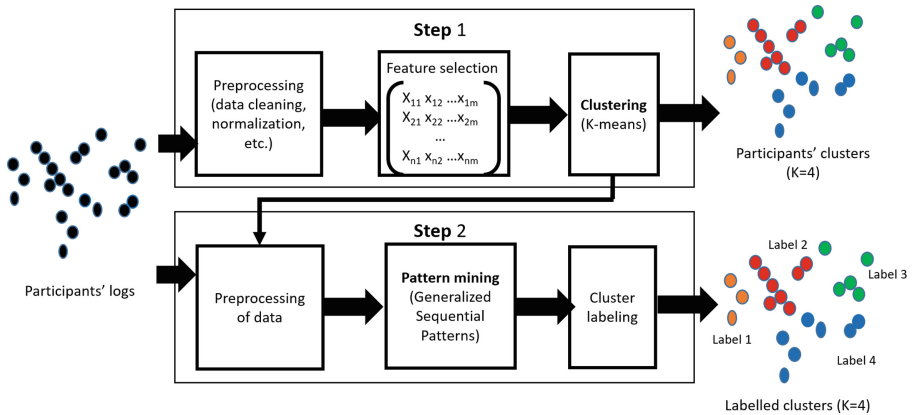 Step 1
Preprocessing
(data cleaning,
normalization,
etc.)
Feature selection
X11 x12 ...x1m
X21 x22 ...x2m
...
Xn1 xn2 ...xnm
Clustering
(K-means)
Participants' clusters
(K=4)
Participants' logs
Step 2
Preprocessing
of data
Pattern mining
(Generalized
Sequential
Patterns)
Cluster
labeling
Label 2
Label 3
Label 1
Label 4
Labelled clusters (K=4)